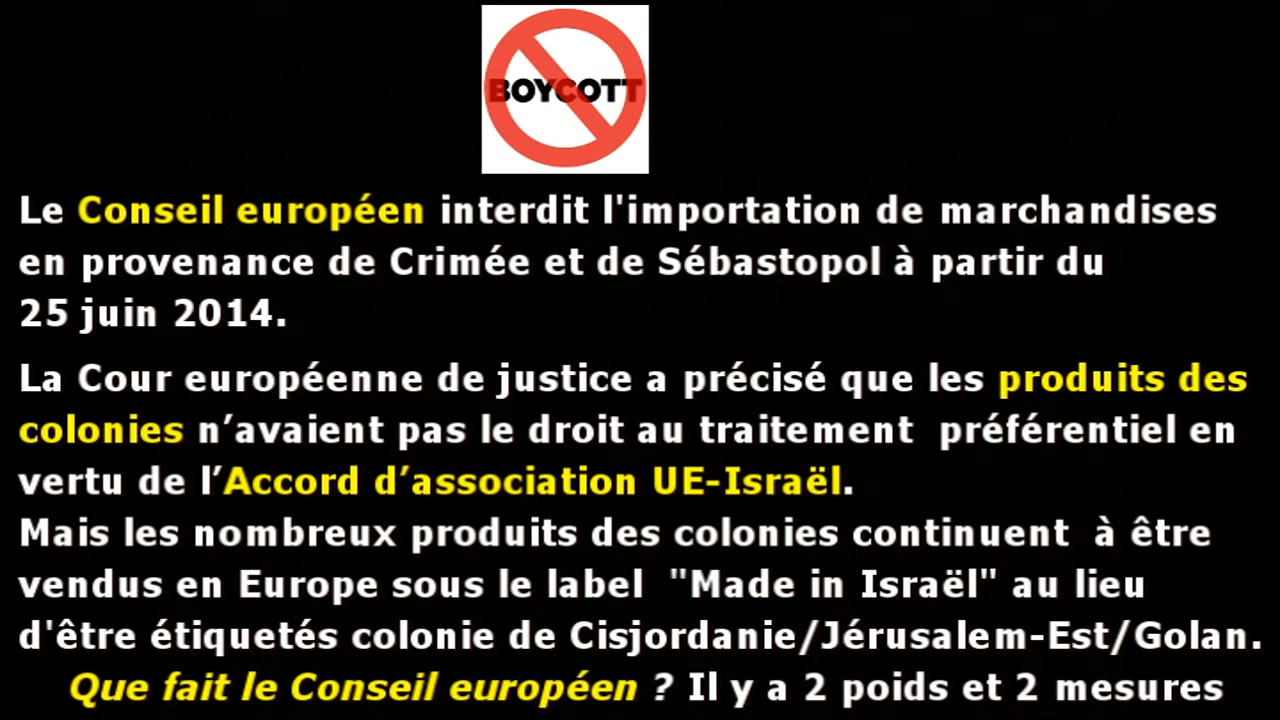 BOYCOTT
Le Conseil européen interdit l'importation de marchandises
en provenance de Crimée et de Sébastopol à partir du
25 juin 2014.
La Cour européenne de justice a précisé que les produits des
colonies n’avaient pas le droit au traitement préférentiel en
vertu de l’Accord d’association UE-Israël.
Mais les nombreux produits des colonies continuent à être
vendus en Europe sous le label "Made in Israël" au lieu
d'être étiquetés colonie de Cisjordanie/Jérusalem-Est/Golan.
Que fait le Conseil européen ? Il y a 2 poids et 2 mesures